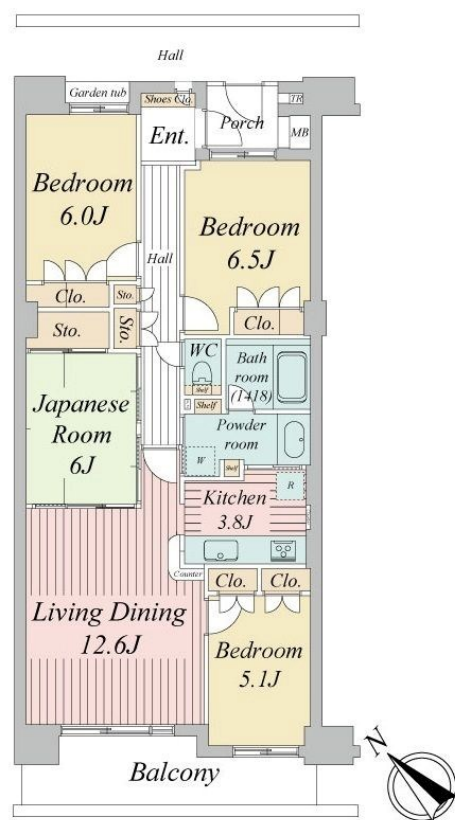 Hall
Garden tub
Shoes Clo.
TR
Ent.
Porch
MB
Bedroom
6.0J
Bedroom
6.5J
Hall
Clo.
Sto.
Sto.
Sto.
Clo.
WC
Bath
room
(1418)
Shelf
Shelf
Japanese
Room
6J
Powder
room
W
Shelf
Kitchen
3.8J
R
Counter
Clo.
Clo.
Living Dining
12.6J
Bedroom
5.1J
Balcony
N